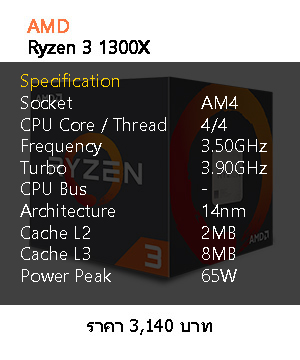 AMD
Ryzen 3 1300X
Specification
Socket AM4
CPU Core / Thread 4/4
Frequency 3.50GHz
Turbo 3.90GHz
CPU Bus -
Architecture 14nm
Cache L2 2MB
Cache L3 8MB
Power Peak 65W
RYZEN
AMD
3
ราคา 3,140 บาท